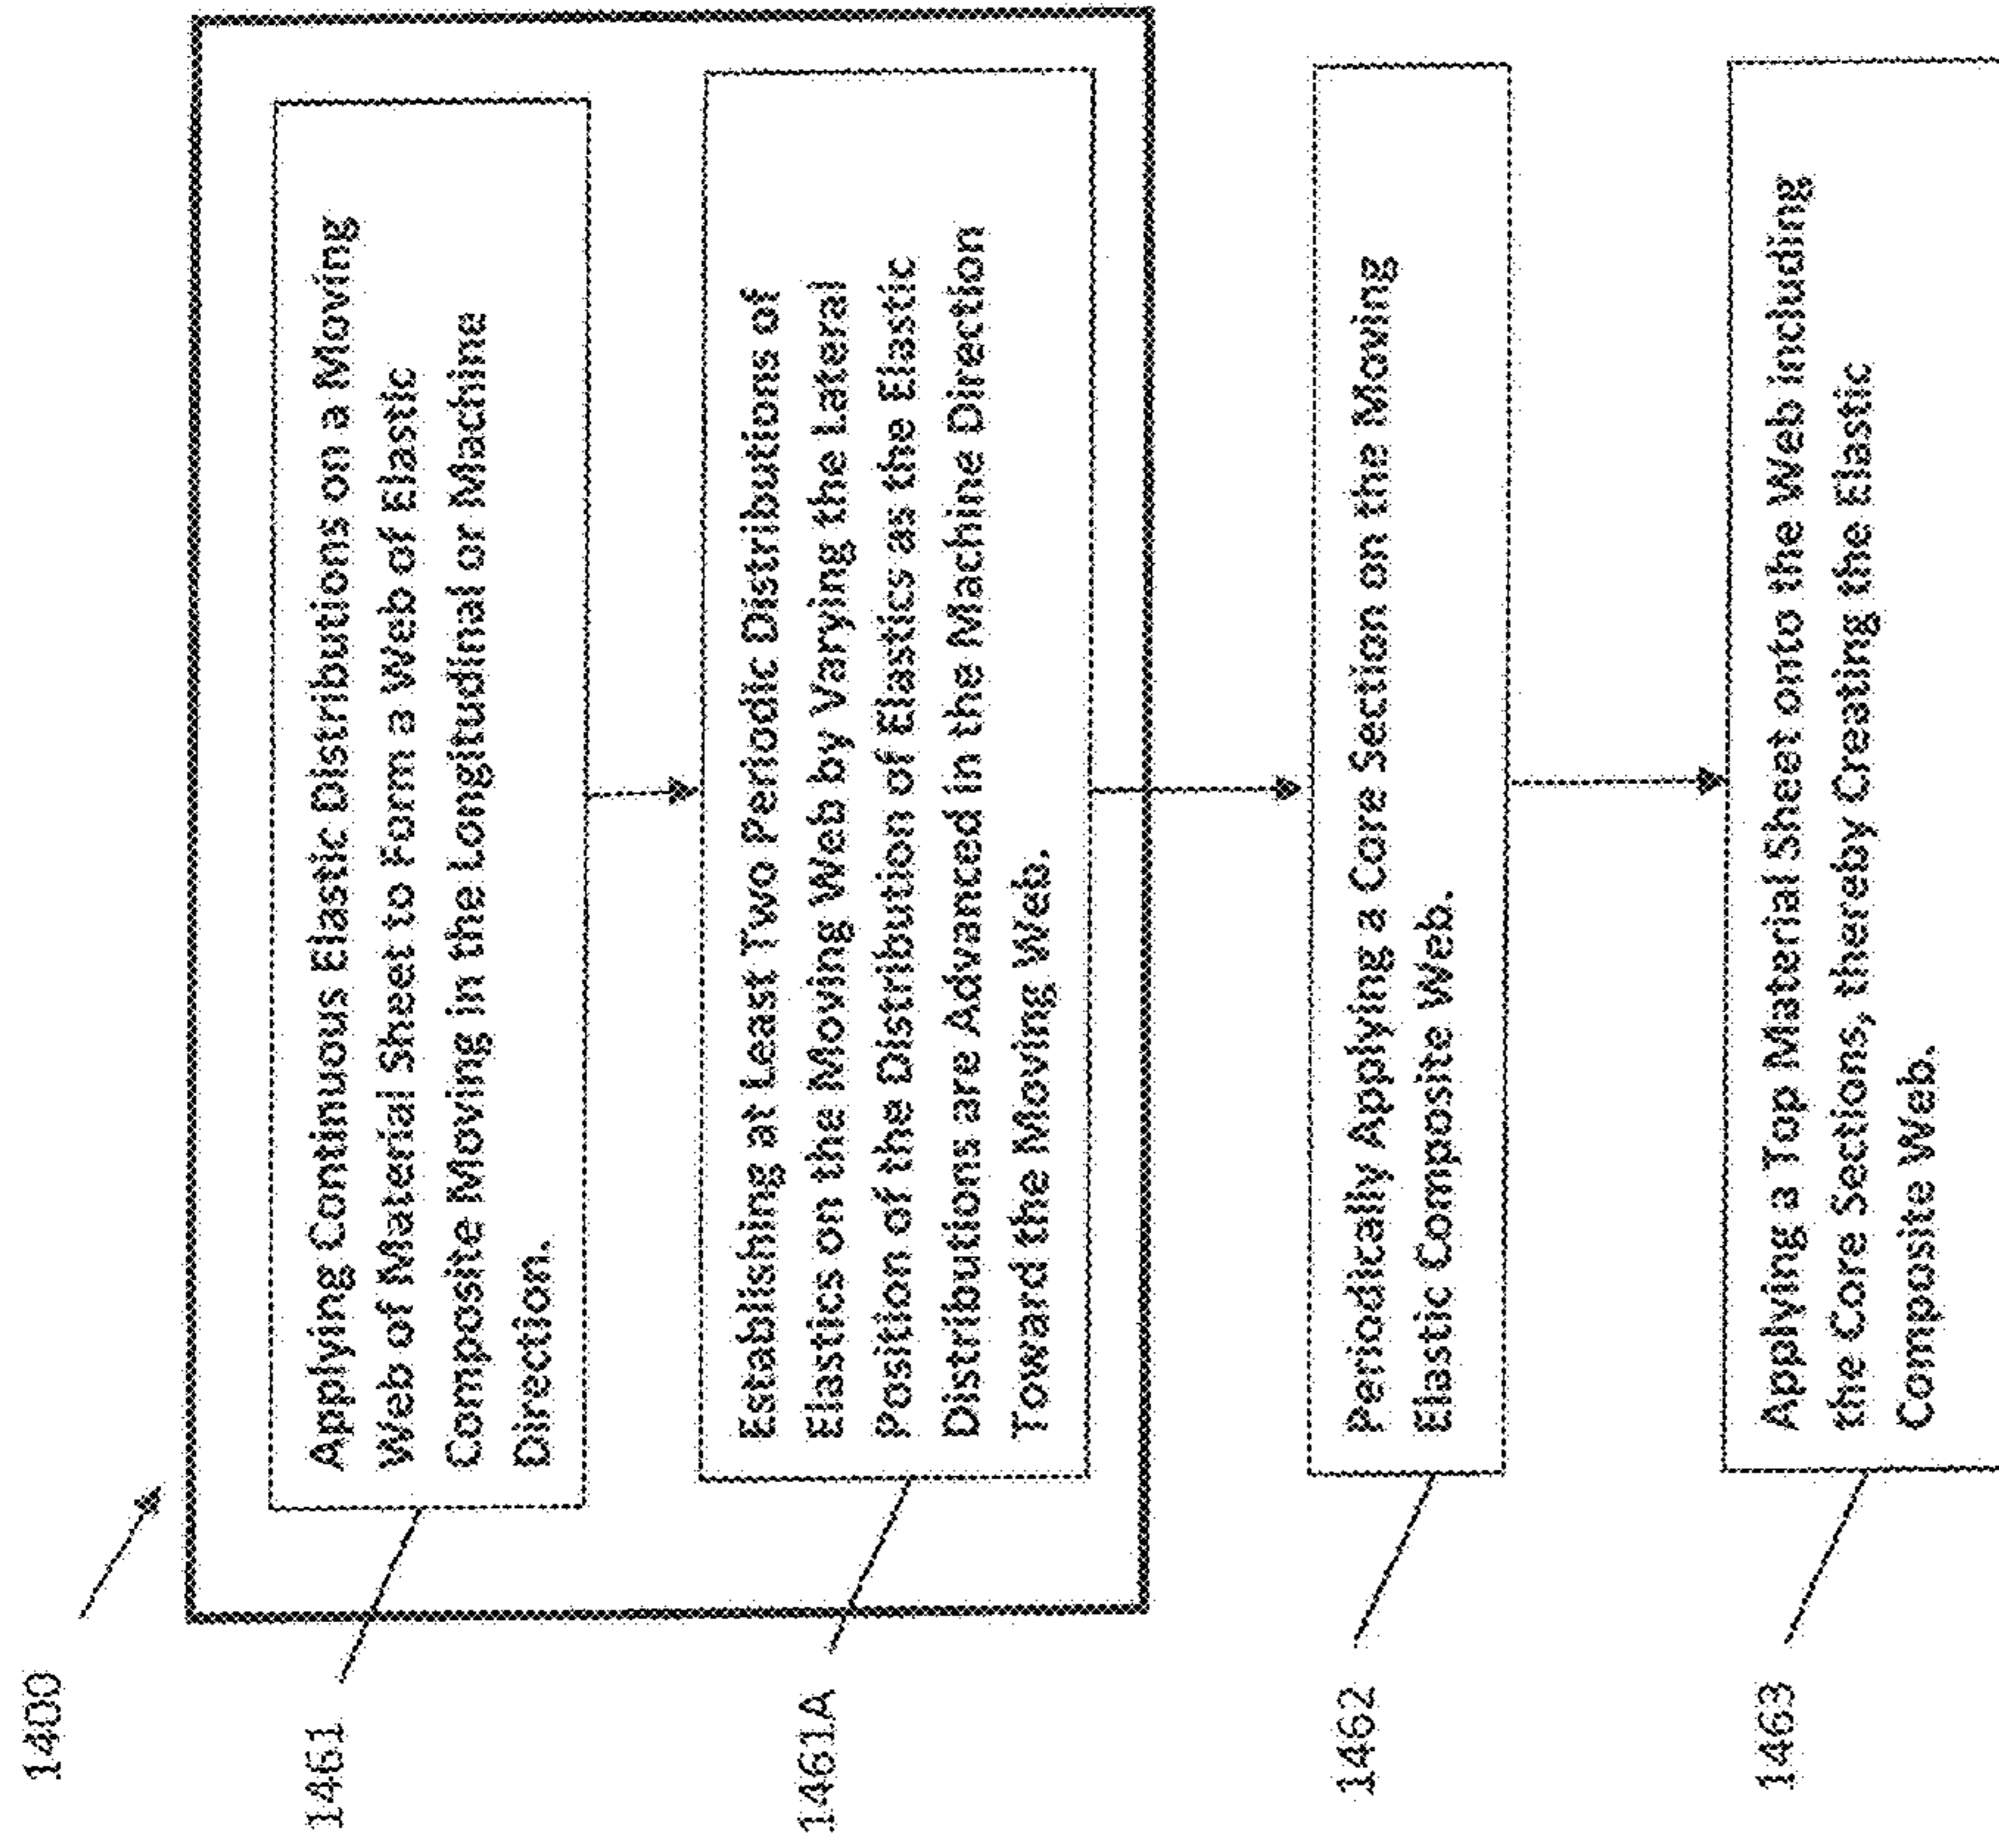 1400
1461
Applying Continuous Elastic Distributions on a Moving
Web of Material Sheet to Form a Web of Elastic
Composite Moving in the Longitudinal or Machine
Direction.
1461A
Establishing at Least Two Periodic Distributions of
Elastics on the Moving Web by Varying the Lateral
Position of the Distribution of Elastics as the Elastic
Distributions are Advanced in the Machine Direction
Toward the Moving Web.
1462
Periodically Applying a Core Section on the Moving
Elastic Composite Web.
1463
Applying a Top Material Sheet onto the Web including
the Core Sections, thereby Creating the Elastic
Composite Web.